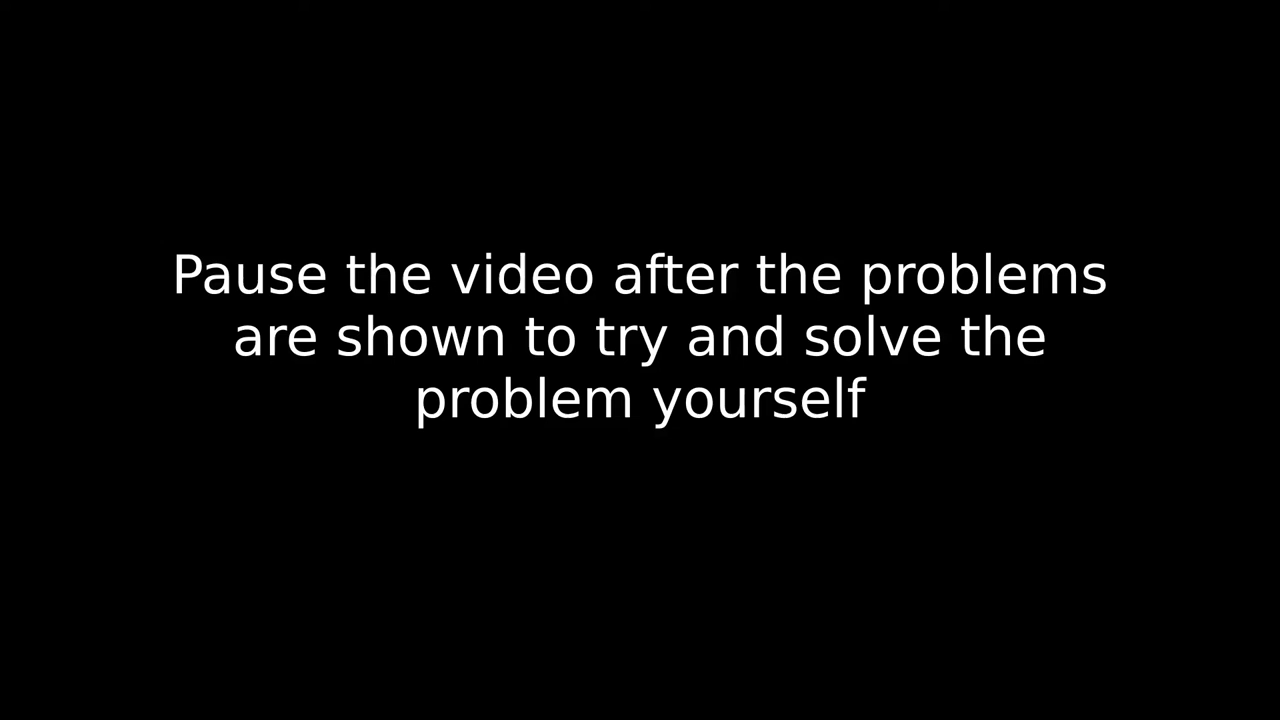 Pause the video after the problems
are shown to try and solve the
problem yourself